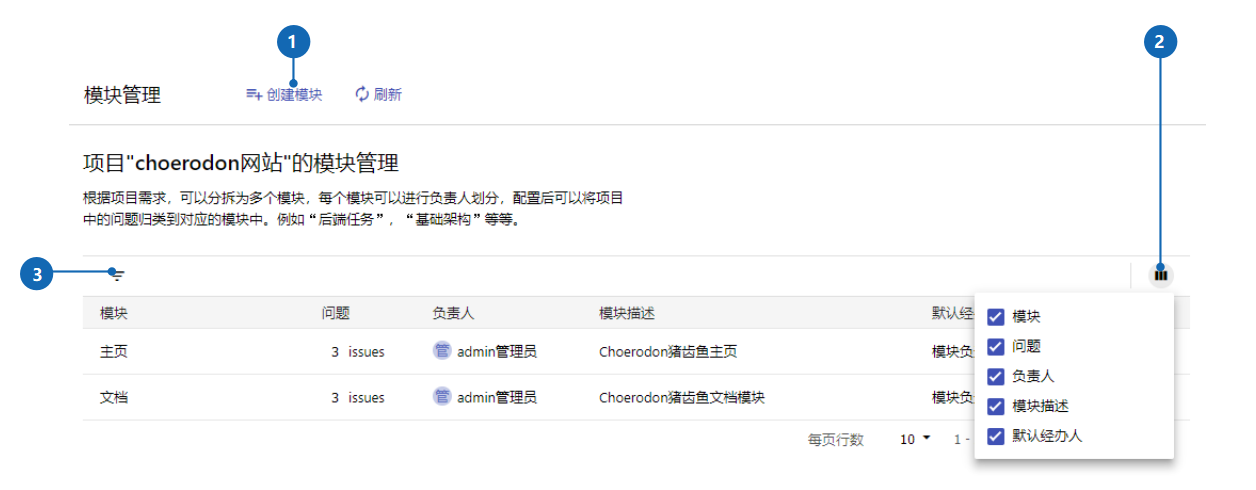 1
2
模块管理 创建模块 刷新
项目"choerodon网站"的模块管理
根据项目需求，可以分拆为多个模块，每个模块可以进行负责人划分，配置后可以将项目
中的问题归类到对应的模块中。例如“后端任务”，“基础架构”等等。
3
模块 问题 负责人 模块描述 默认经
主页 3 issues 管 admin管理员 Choerodon猪齿鱼主页 模块负
文档 3 issues 管 admin管理员 Choerodon猪齿鱼文档模块 模块负
每页行数 10 1 -
模块
问题
负责人
模块描述
默认经办人